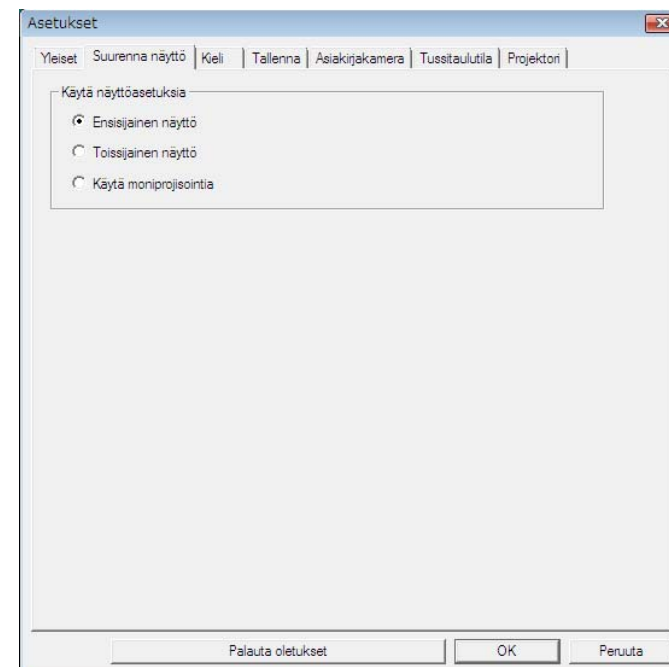 Asetukset
Yleiset Suurenna näyttö Kieli Tallenna Asiakirjakamera Tussitaulutila Projektori
Käytä näyttöasetuksia
Ensisijainen näyttö
Toissijainen näyttö
Käytä moniprojisointia
Palauta oletukset OK Peruuta